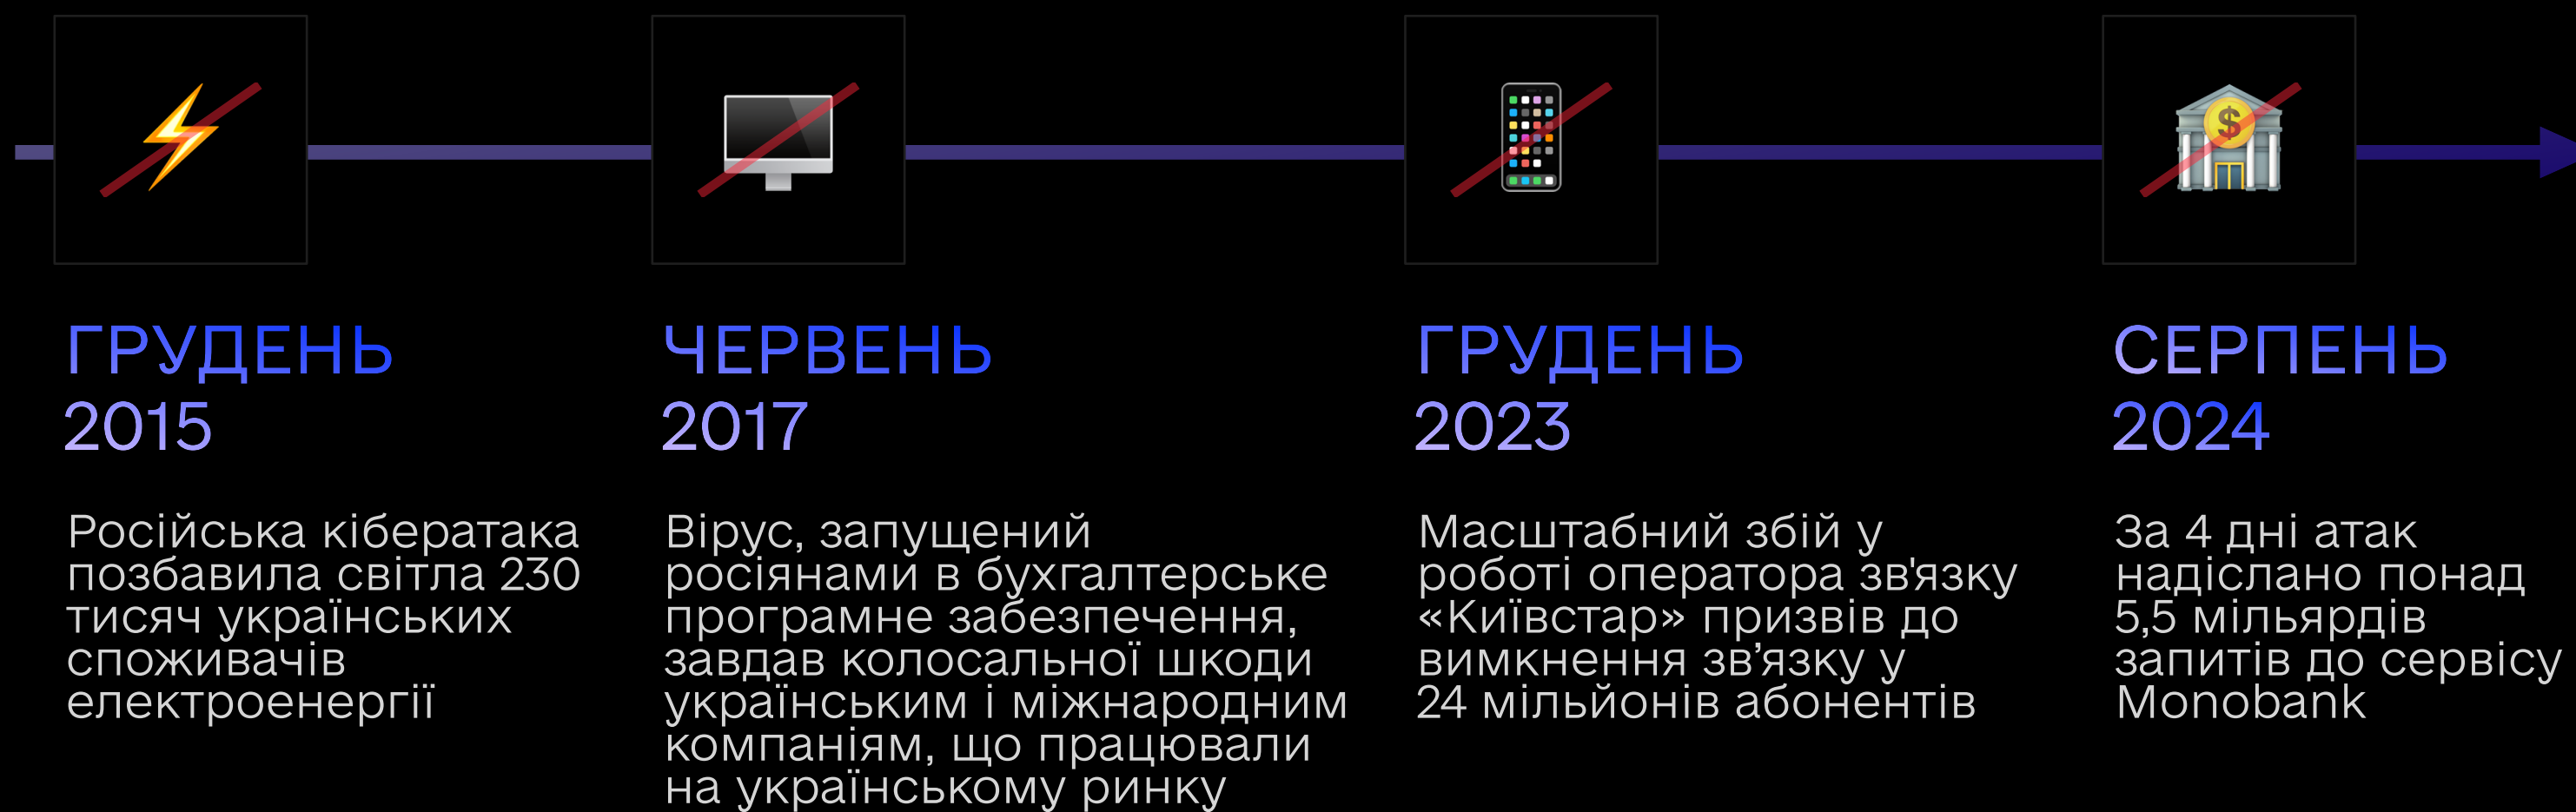 ГРУДЕНЬ
2015
Російська кібератака
позбавила світла 230
тисяч українських
споживачів
електроенергії
ЧЕРВЕНЬ
2017
Вірус, запущений
росіянами в бухгалтерське
програмне забезпечення,
завдав колосальної шкоди
українським і міжнародним
компаніям, що працювали
на українському ринку
ГРУДЕНЬ
2023
Масштабний збій у
роботі оператора зв'язку
«Київстар» призвів до
вимкнення зв’язку у
24 мільйонів абонентів
СЕРПЕНЬ
2024
За 4 дні атак
надіслано понад
5,5 мільярдів
запитів до сервісу
Monobank